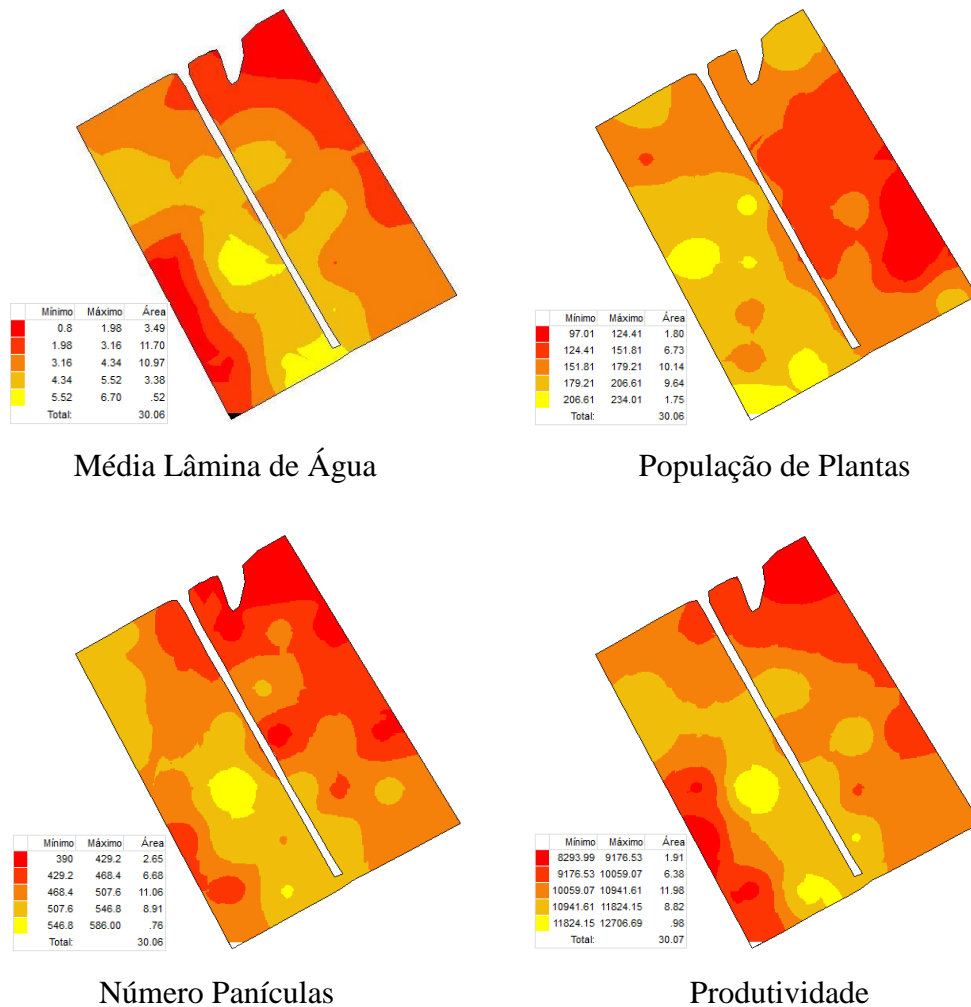 Mínimo Máximo Área
0.8 1.98 3.49
1.98 3.16 11.70
3.16 4.34 10.97
4.34 5.52 3.38
5.52 6.70 .52
Total: 30.06
Média Lâmina de Água
Mínimo Máximo Área
97.01 124.41 1.80
124.41 151.81 6.73
151.81 179.21 10.14
179.21 206.61 9.64
206.61 234.01 1.75
Total: 30.06
População de Plantas
Mínimo Máximo Área
390 429.2 2.65
429.2 468.4 6.68
468.4 507.6 11.06
507.6 546.8 8.91
546.8 586.00 .76
Total: 30.06
Número Panículas
Mínimo Máximo Área
8293.99 9176.53 1.91
9176.53 10059.07 6.38
10059.07 10941.61 11.98
10941.61 11824.15 8.82
11824.15 12706.69 .98
Total: 30.07
Produtividade